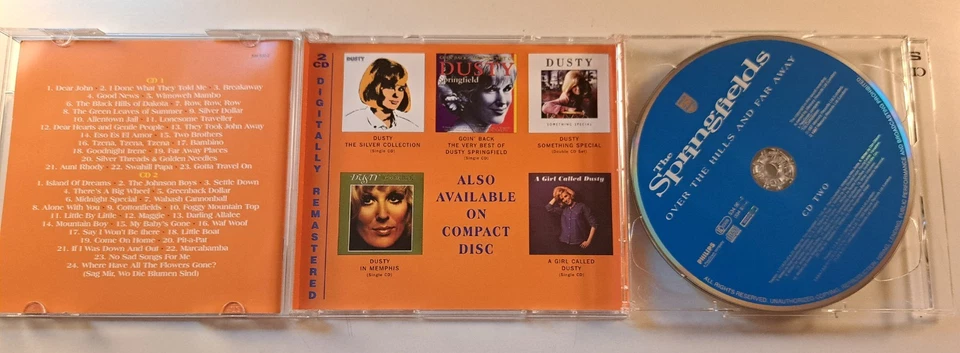 CD 1
1. Dear John · 2. I Done What They Told Me · 3. Breakaway
4. Good News · 5. Wimoweh Mambo
6. The Black Hills of Dakota · 7. Row, Row, Row
8. The Green Leaves of Summer · 9. Silver Dollar
10. Allentown Jail · 11. Lonesome Traveller
12. Dear Hearts and Gentle People · 13. They Took John Away
14. Eso Es El Amor · 15. Two Brothers
16. Tzena, Tzena, Tzena · 17. Bambino
18. Goodnight Irene · 19. Far Away Places
20. Silver Threads & Golden Needles
21. Aunt Rhody · 22. Swahili Papa · 23. Gotta Travel On
CD 2
1. Island of Dreams · 2. The Johnson Boys · 3. Settle Down
4. There's A Big Wheel · 5. Greenback Dollar
6. Midnight Special · 7. Wabash Cannonball
8. Alone With You · 9. Cottonfields · 10. Foggy Mountain Top
11. Little By Little · 12. Maggie · 13. Darling Allalee
14. Mountain Boy · 15. My Baby's Gone · 16. Waf Woof
17. Say I Won't Be there · 18. Little Boat
19. Come On Home · 20. Pit-a-Pat
21. If I Was Down And Out · 22. Marcahamba
23. No Sad Songs For Me
24. Where Have All The Flowers Gone?
(Sag Mir, Wo Die Blumen Sind)
2 CD DIGITALLY REMASTERED
DUSTY
DUSTY
THE SILVER COLLECTION
(Single CD)
DUSTY
Springfield
GOIN' BACK
THE VERY BEST OF
DUSTY SPRINGFIELD
(Single CD)
DUSTY
SOMETHING SPECIAL
DUSTY
SOMETHING SPECIAL
(Double CD Set)
DUSTY
DUSTY
IN MEMPHIS
(Single CD)
ALSO
AVAILABLE
ON
COMPACT
DISC
A Girl Called Dusty
A GIRL CALLED
DUSTY
(Single CD)
The
Springfields
OVER THE HILLS AND FAR AWAY
CD TWO
PHILIPS
ALL RIGHTS RESERVED
BROADCASTING PROHIBITED